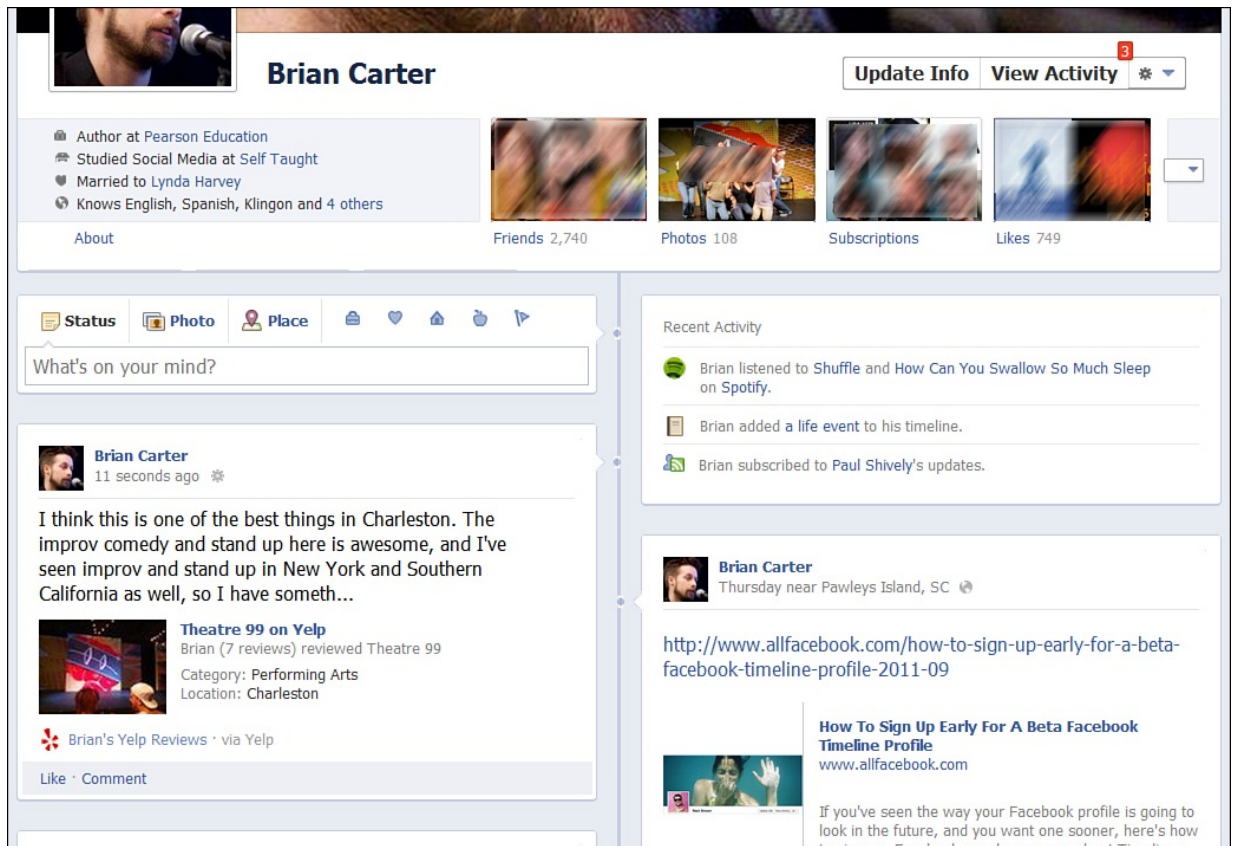 Brian Carter
Update Info
View Activity
3
Author at Pearson Education
Studied Social Media at Self Taught
Married to Lynda Harvey
Knows English, Spanish, Klingon and 4 others
About
Friends 2,740
Photos 108
Subscriptions
Likes 749
Status
Photo
Place
What's on your mind?
Brian Carter
11 seconds ago
I think this is one of the best things in Charleston. The
improv comedy and stand up here is awesome, and I've
seen improv and stand up in New York and Southern
California as well, so I have someth...
Theatre 99 on Yelp
Brian (7 reviews) reviewed Theatre 99
Category: Performing Arts
Location: Charleston
Brian's Yelp Reviews · via Yelp
Like · Comment
Recent Activity
Brian listened to Shuffle and How Can You Swallow So Much Sleep
on Spotify.
Brian added a life event to his timeline.
Brian subscribed to Paul Shively's updates.
Brian Carter
Thursday near Pawleys Island, SC
http://www.allfacebook.com/how-to-sign-up-early-for-a-beta-
facebook-timeline-profile-2011-09
How To Sign Up Early For A Beta Facebook
Timeline Profile
www.allfacebook.com
If you've seen the way your Facebook profile is going to
look in the future, and you want one sooner, here's how